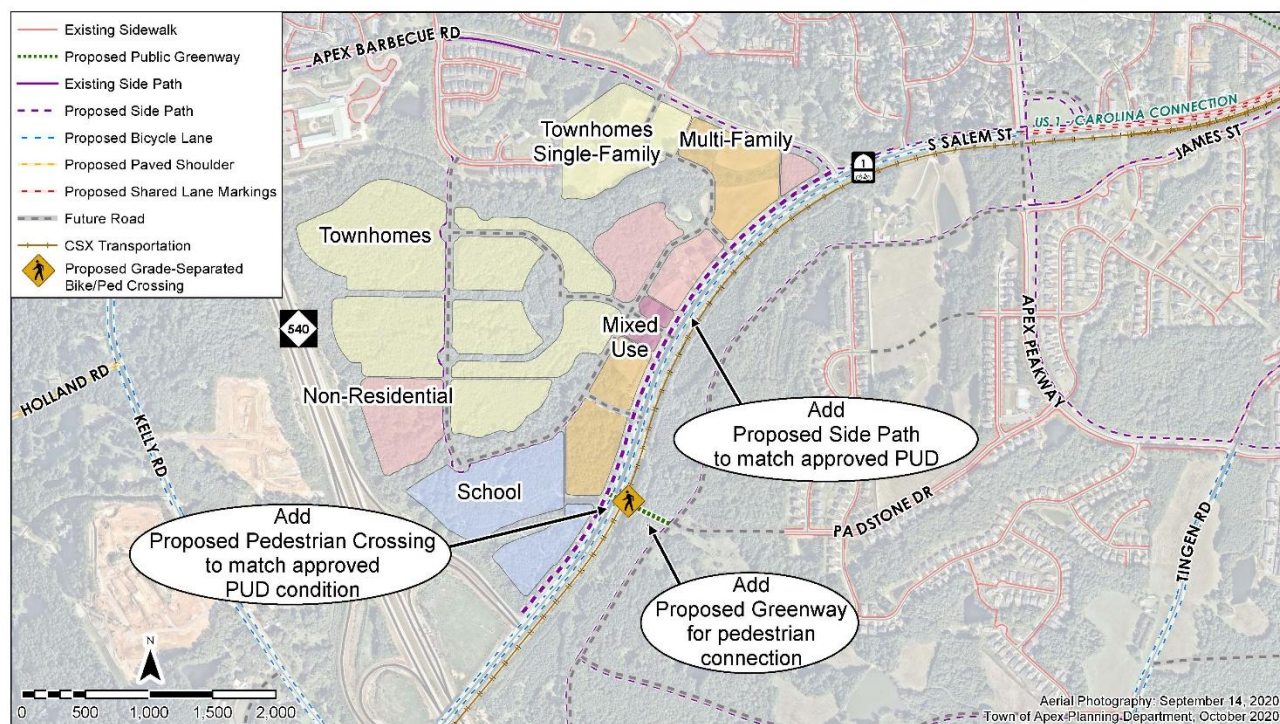 Existing Sidewalk
Proposed Public Greenway
Existing Side Path
Proposed Side Path
Proposed Bicycle Lane
Proposed Paved Shoulder
Proposed Shared Lane Markings
Future Road
CSX Transportation
Proposed Grade-Separated
Bike/Ped Crossing
APEX BARBECUE RD
Townhomes
Single-Family
Multi-Family
US 1 - CAROLINA CONNECTION
S SALEM ST
1
JAMES ST
Townhomes
540
Mixed
Use
APEX PEAKWAY
HOLLAND RD
KELLY RD
Non-Residential
Add
Proposed Side Path
to match approved PUD
School
PADSTONE DR
TINGEN RD
Add
Proposed Pedestrian Crossing
to match approved
PUD condition
Add
Proposed Greenway
for pedestrian
connection
N
0 500 1,000 1,500 2,000
Aerial Photography: September 14, 2020
Town of Apex Planning Department, October 2020